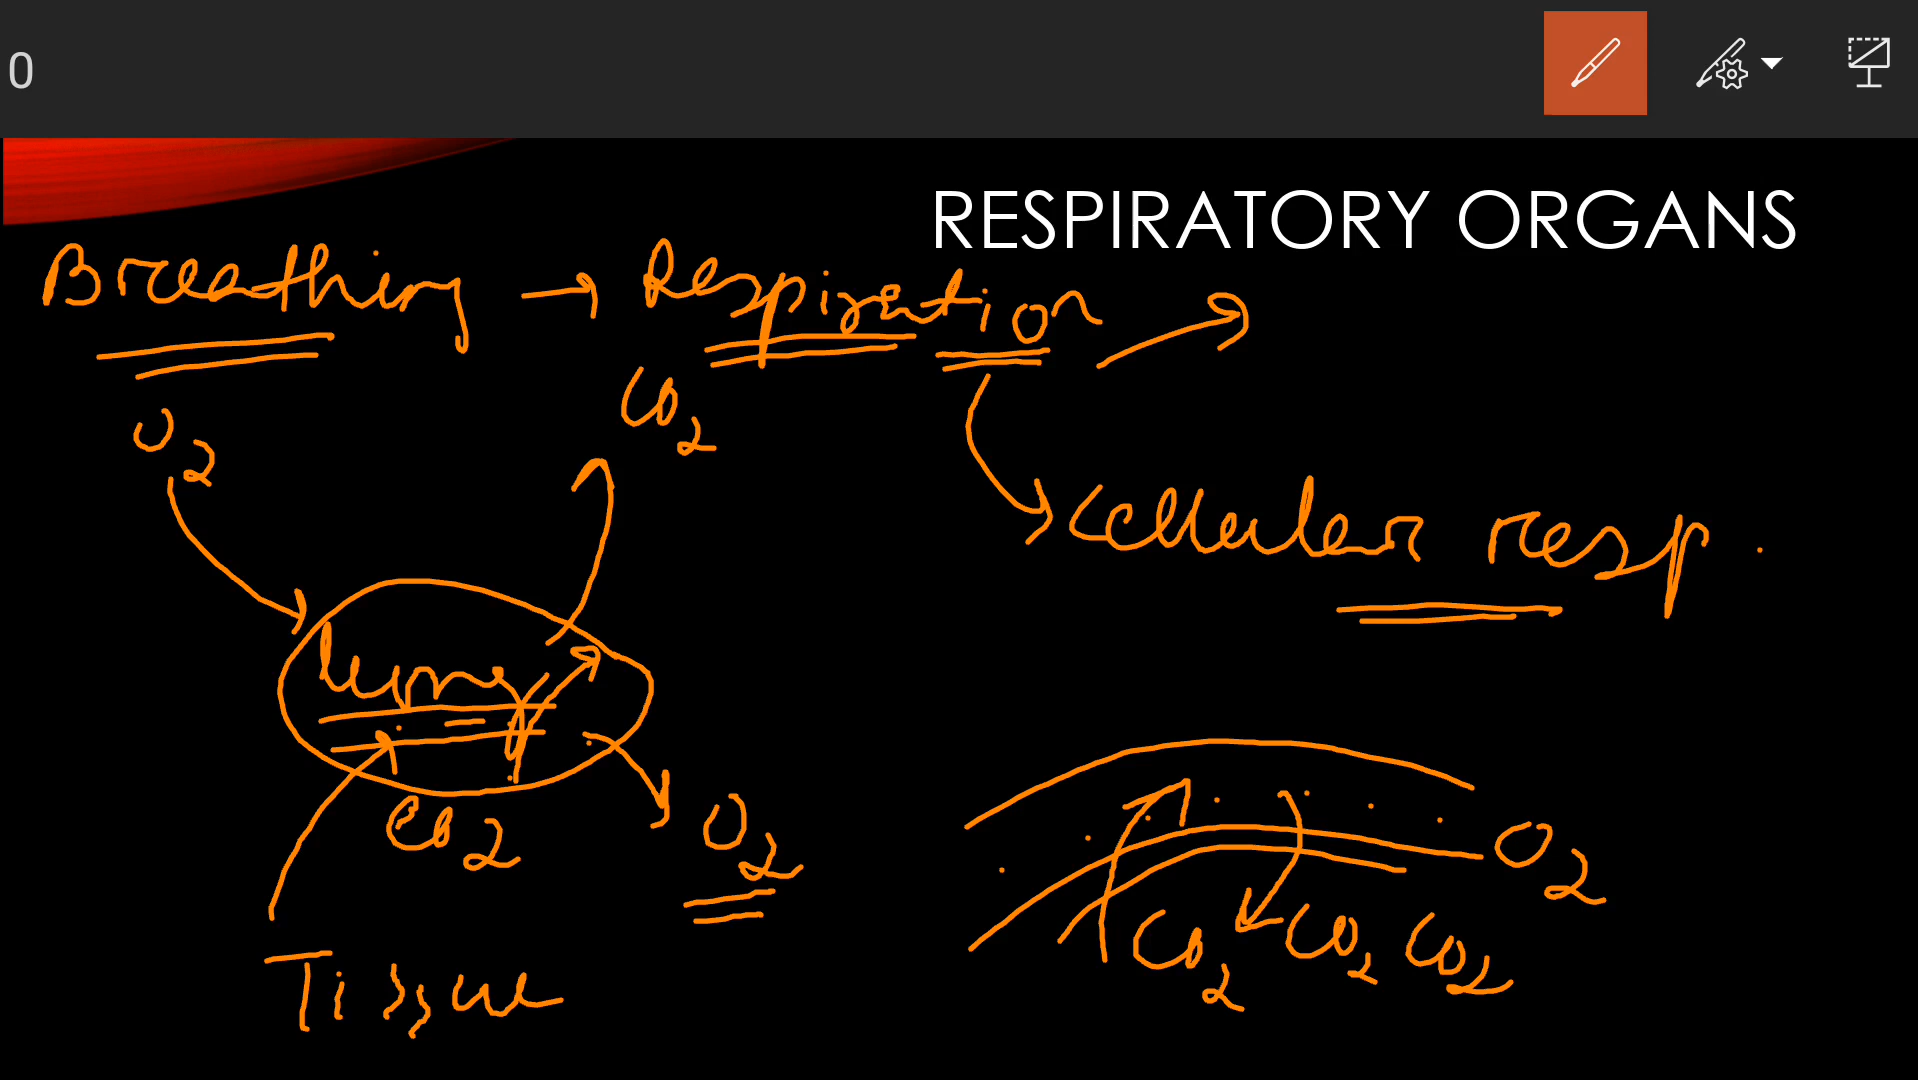 0
RESPIRATORY ORGANS
Breathing → Respiration →
O2
CO2
Cellular resp.
lung
CO2
O2
O2
CO2 CO2 CO2
Tissue